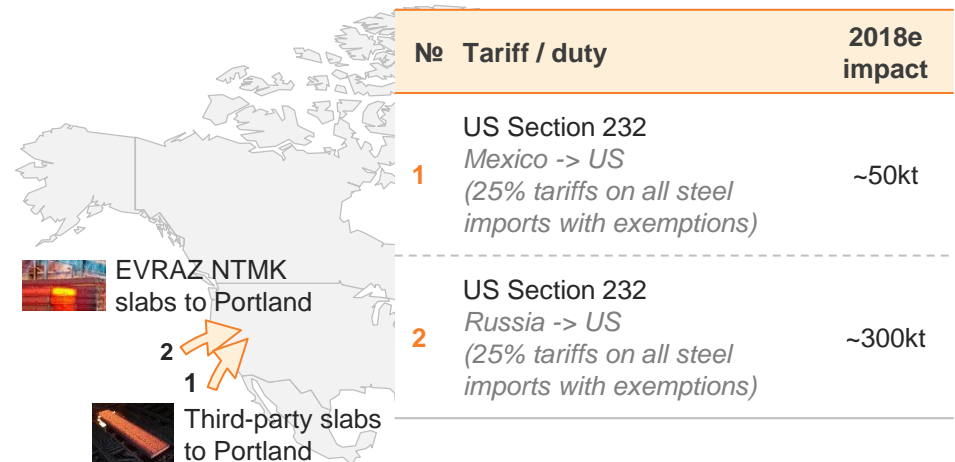 № Tariff / duty 2018e impact
US Section 232
1 Mexico -> US ~50kt
(25% tariffs on all steel
imports with exemptions)
EVRAZ NTMK
slabs to Portland
US Section 232
2 Russia -> US ~300kt
(25% tariffs on all steel
imports with exemptions)
2
1
Third-party slabs
to Portland